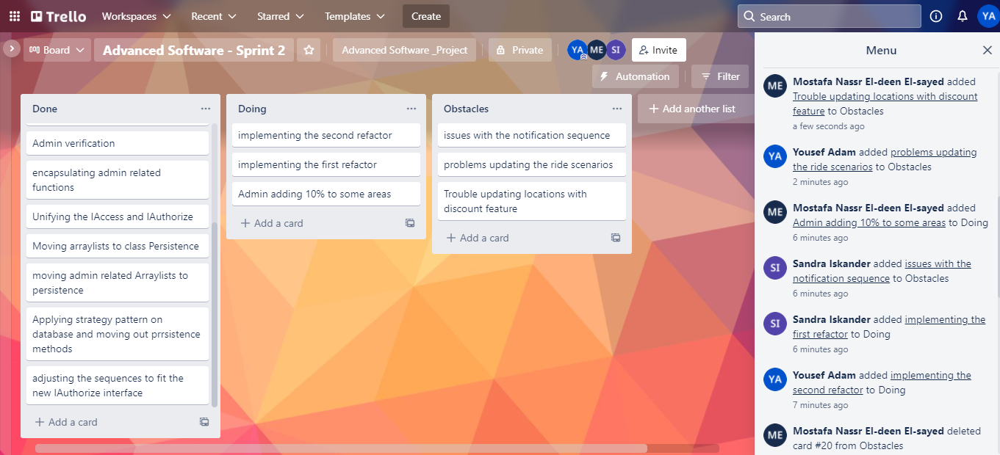 Trello
Workspaces
Recent
Starred
Templates
Create
Search
YA
Board
Advanced Software - Sprint 2
Advanced Software _Project
Private
YA
ME
SI
Invite
Automation
Filter
Done
Admin verification
encapsulating admin related
functions
Unifying the IAccess and IAuthorize
Moving arraylists to class Persistence
moving admin related Arraylists to
persistence
Applying strategy pattern on
database and moving out prrsistence
methods
adjusting the sequences to fit the
new IAuthorize interface
+ Add a card
Doing
implementing the second refactor
implementing the first refactor
Admin adding 10% to some areas
+ Add a card
Obstacles
issues with the notification sequence
problems updating the ride scenarios
Trouble updating locations with
discount feature
+ Add a card
+ Add another list
Menu
ME
Mostafa Nassr El-deen El-sayed added
Trouble updating locations with discount
feature to Obstacles
a few seconds ago
YA
Yousef Adam added problems updating
the ride scenarios to Obstacles
2 minutes ago
ME
Mostafa Nassr El-deen El-sayed added
Admin adding 10% to some areas to Doing
6 minutes ago
SI
Sandra Iskander added issues with the
notification sequence to Obstacles
6 minutes ago
SI
Sandra Iskander added implementing the
first refactor to Doing
6 minutes ago
YA
Yousef Adam added implementing the
second refactor to Doing
7 minutes ago
ME
Mostafa Nassr El-deen El-sayed deleted
card #20 from Obstacles